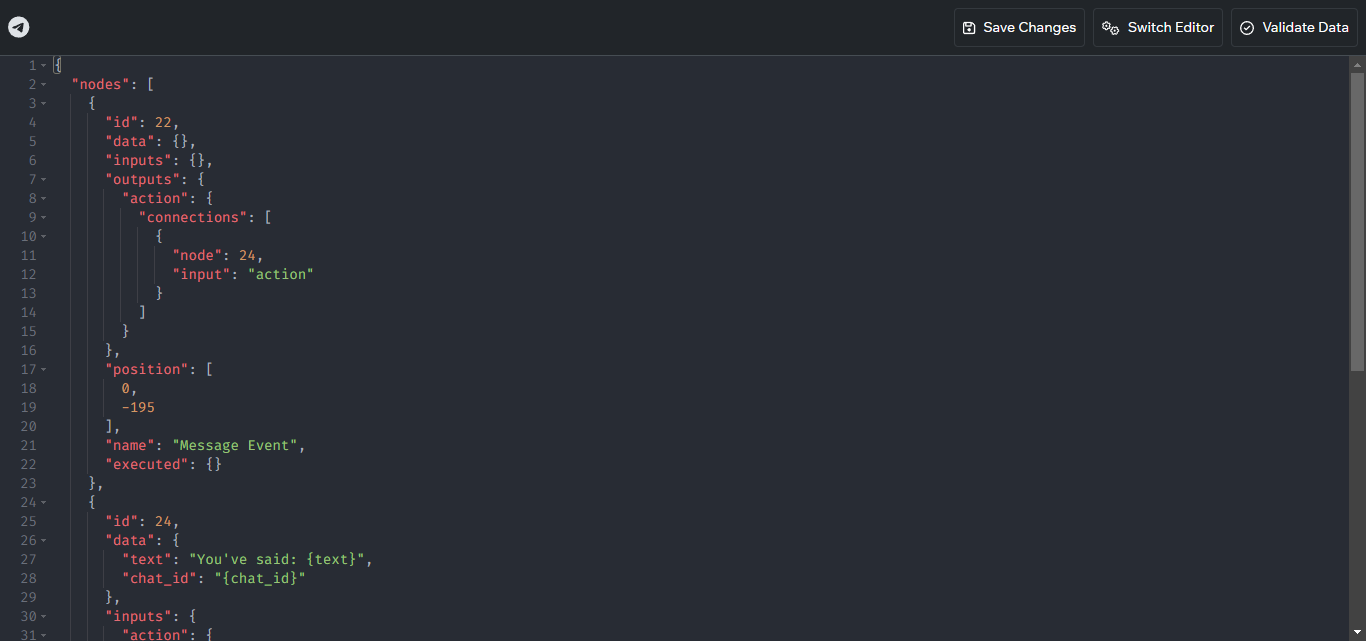 Save Changes Switch Editor Validate Data
1 {
2 "nodes": [
3 {
4 "id": 22,
5 "data": {},
6 "inputs": {},
7 "outputs": {
8 "action": {
9 "connections": [
10 {
11 "node": 24,
12 "input": "action"
13 }
14 ]
15 }
16 },
17 "position": [
18 0,
19 -195
20 ],
21 "name": "Message Event",
22 "executed": {}
23 },
24 {
25 "id": 24,
26 "data": {
27 "text": "You've said: {text}",
28 "chat_id": "{chat_id}"
29 },
30 "inputs": {
31 "action": {